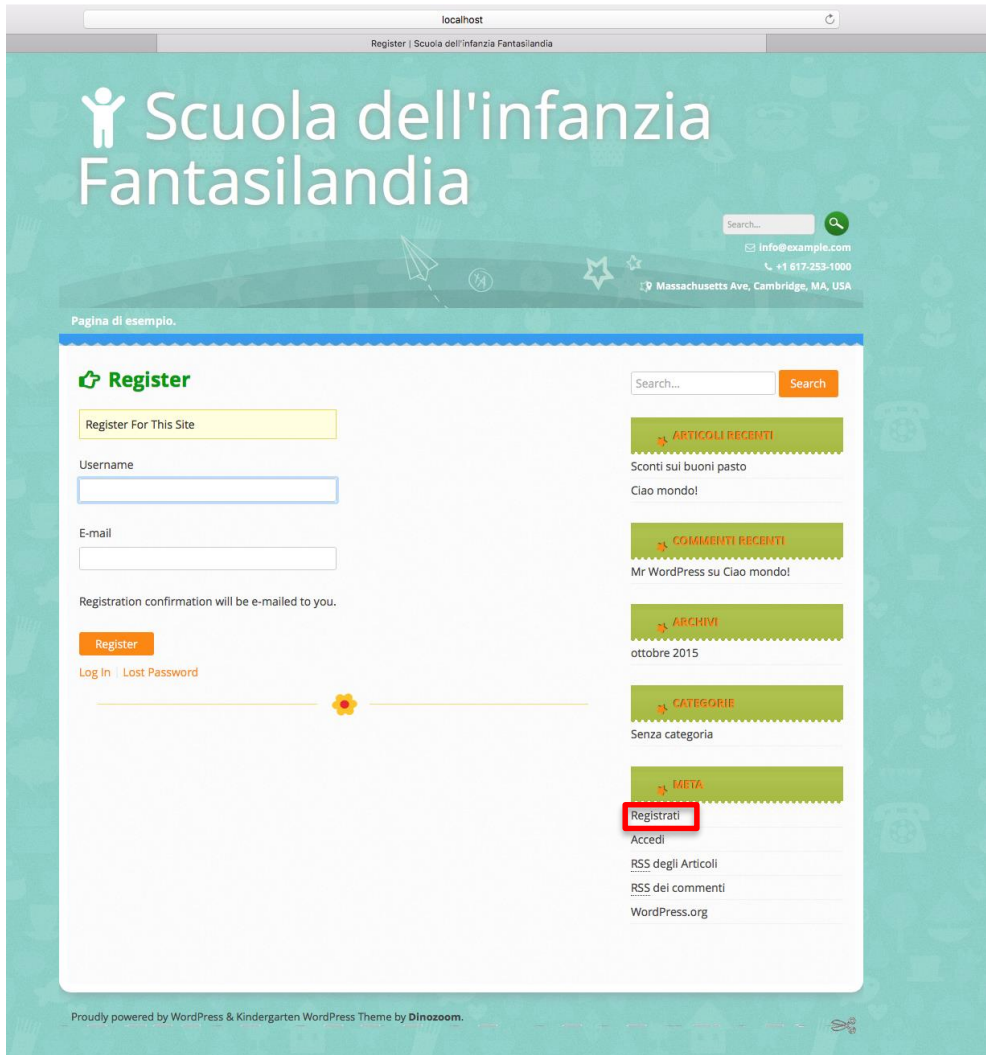 localhost
Register | Scuola dell'infanzia Fantasilandia
Scuola dell'infanzia
Fantasilandia
Search...
info@example.com
+1 617-253-1000
Massachusetts Ave, Cambridge, MA, USA
Pagina di esempio.
Register
Register For This Site
Username
E-mail
Registration confirmation will be e-mailed to you.
Register
Log In | Lost Password
Search...
Search
ARTICOLI RECENTI
Sconti sui buoni pasto
Ciao mondo!
COMMENTI RECENTI
Mr WordPress su Ciao mondo!
ARCHIVI
ottobre 2015
CATEGORIE
Senza categoria
META
Registrati
Accedi
RSS degli Articoli
RSS dei commenti
WordPress.org
Proudly powered by WordPress & Kindergarten WordPress Theme by Dinozoom.